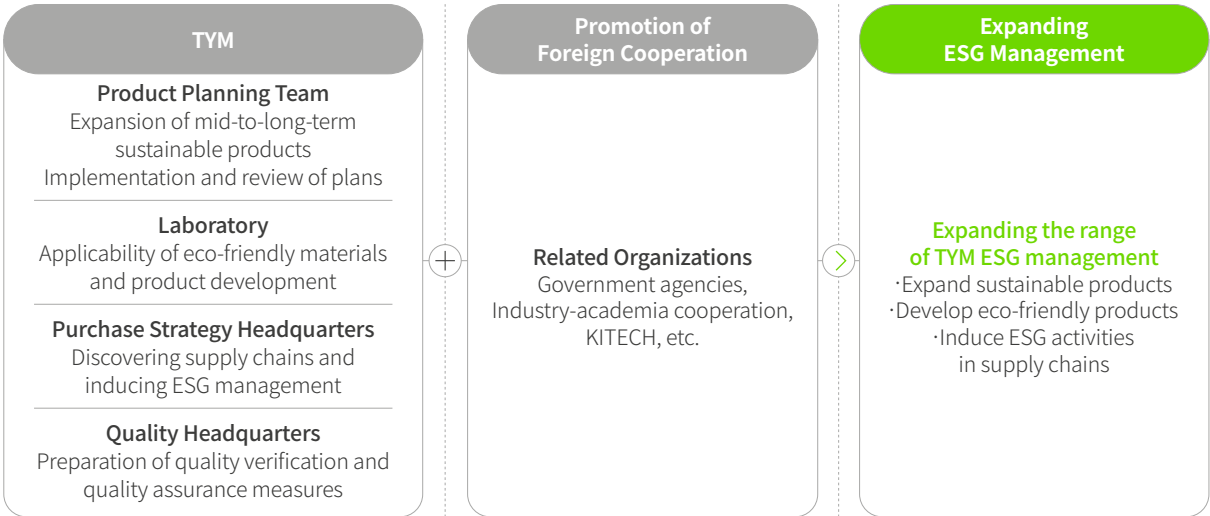 TYM
Product Planning Team
Expansion of mid-to-long-term
sustainable products
Implementation and review of plans
Laboratory
Applicability of eco-friendly materials
and product development
Purchase Strategy Headquarters
Discovering supply chains and
inducing ESG management
Quality Headquarters
Preparation of quality verification and
quality assurance measures
Promotion of
Foreign Cooperation
Related Organizations
Government agencies,
Industry-academia cooperation,
KITECH, etc.
Expanding
ESG Management
Expanding the range
of TYM ESG management
·Expand sustainable products
·Develop eco-friendly products
·Induce ESG activities
in supply chains